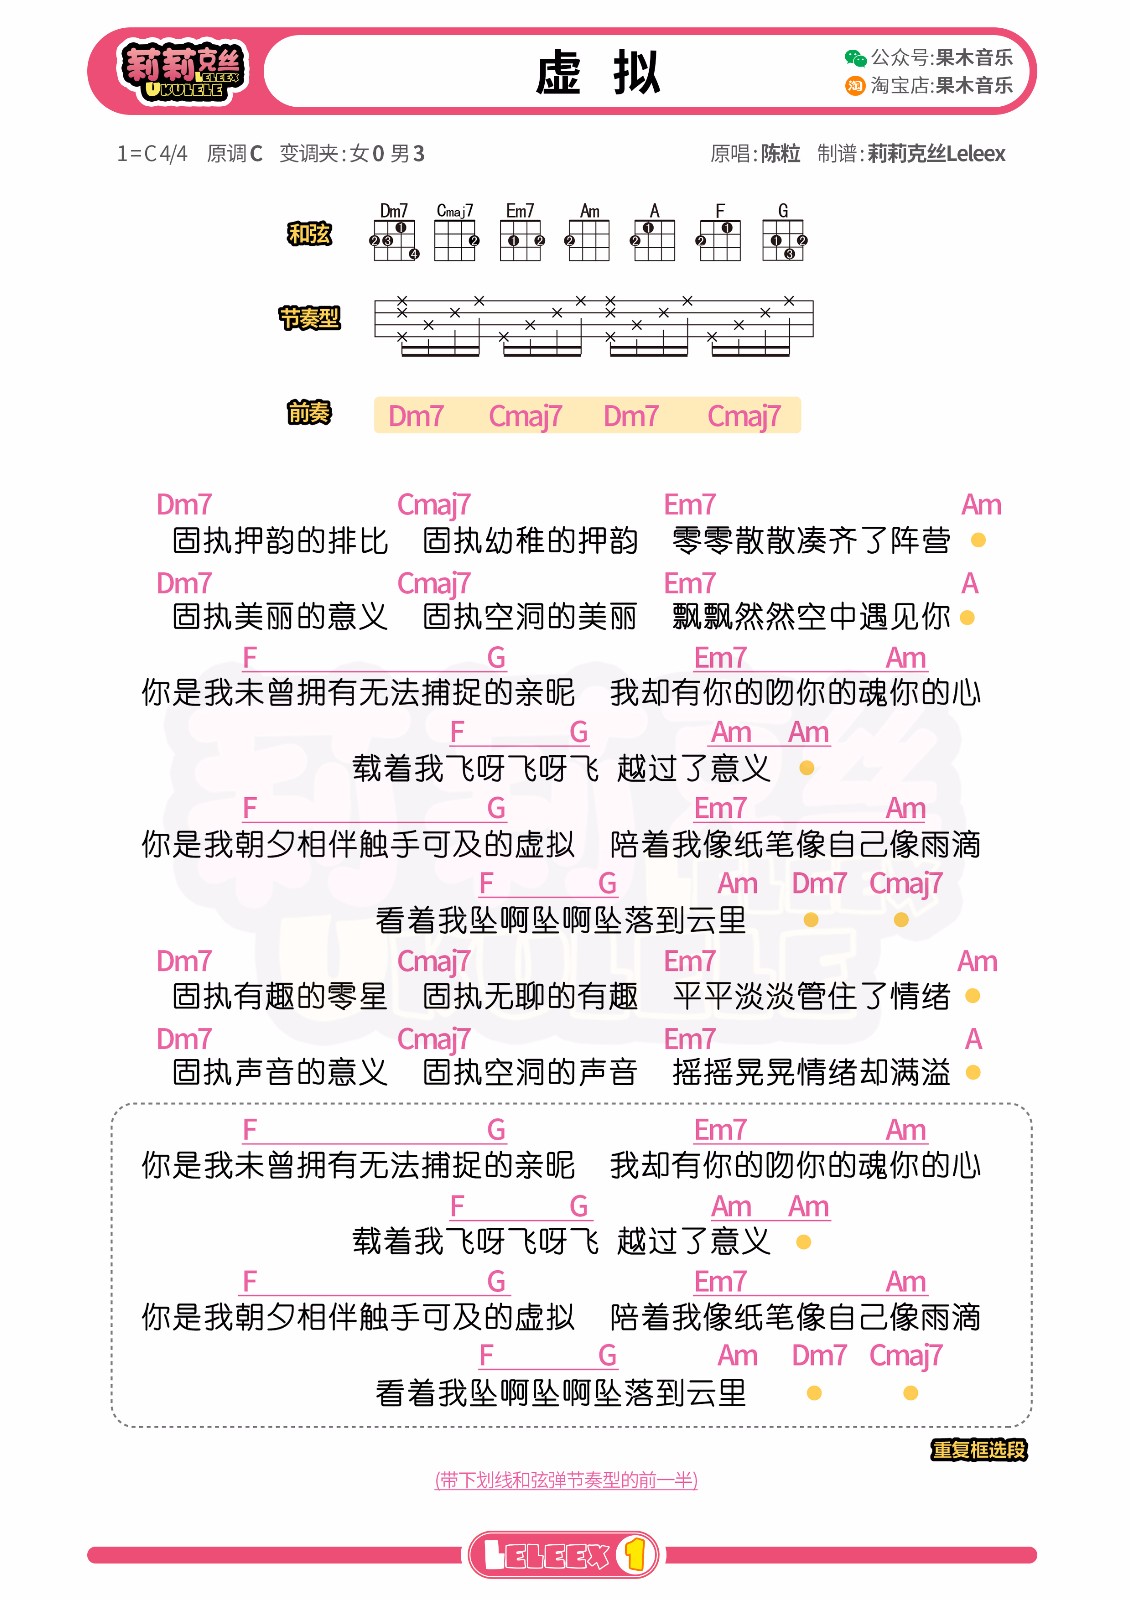 莉莉克丝
LELEEX
UKULELE
虚 拟
公众号:果木音乐
淘 淘宝店:果木音乐
1=C 4/4 原调C 变调夹:女0 男3
原唱:陈粒 制谱:莉莉克丝Leleex
和弦
Dm7 Cmaj7 Em7 Am A F G
节奏型
前奏 Dm7 Cmaj7 Dm7 Cmaj7
Dm7 Cmaj7 Em7 Am
固执押韵的排比 固执幼稚的押韵 零零散散凑齐了阵营
Dm7 Cmaj7 Em7 A
固执美丽的意义 固执空洞的美丽 飘飘然然空中遇见你
F G Em7 Am
你是我未曾拥有无法捕捉的亲昵 我却有你的吻你的魂你的心
F G Am Am
载着我飞呀飞呀飞 越过了意义
F G Em7 Am
你是我朝夕相伴触手可及的虚拟 陪着我像纸笔像自己像雨滴
F G Am Dm7 Cmaj7
看着我坠啊坠啊坠落到云里
Dm7 Cmaj7 Em7 Am
固执有趣的零星 固执无聊的有趣 平平淡淡管住了情绪
Dm7 Cmaj7 Em7 A
固执声音的意义 固执空洞的声音 摇摇晃晃情绪却满溢
F G Em7 Am
你是我未曾拥有无法捕捉的亲昵 我却有你的吻你的魂你的心
F G Am Am
载着我飞呀飞呀飞 越过了意义
F G Em7 Am
你是我朝夕相伴触手可及的虚拟 陪着我像纸笔像自己像雨滴
F G Am Dm7 Cmaj7
看着我坠啊坠啊坠落到云里
重复框选段
(带下划线和弦弹节奏型的前一半)
LELEEX 1